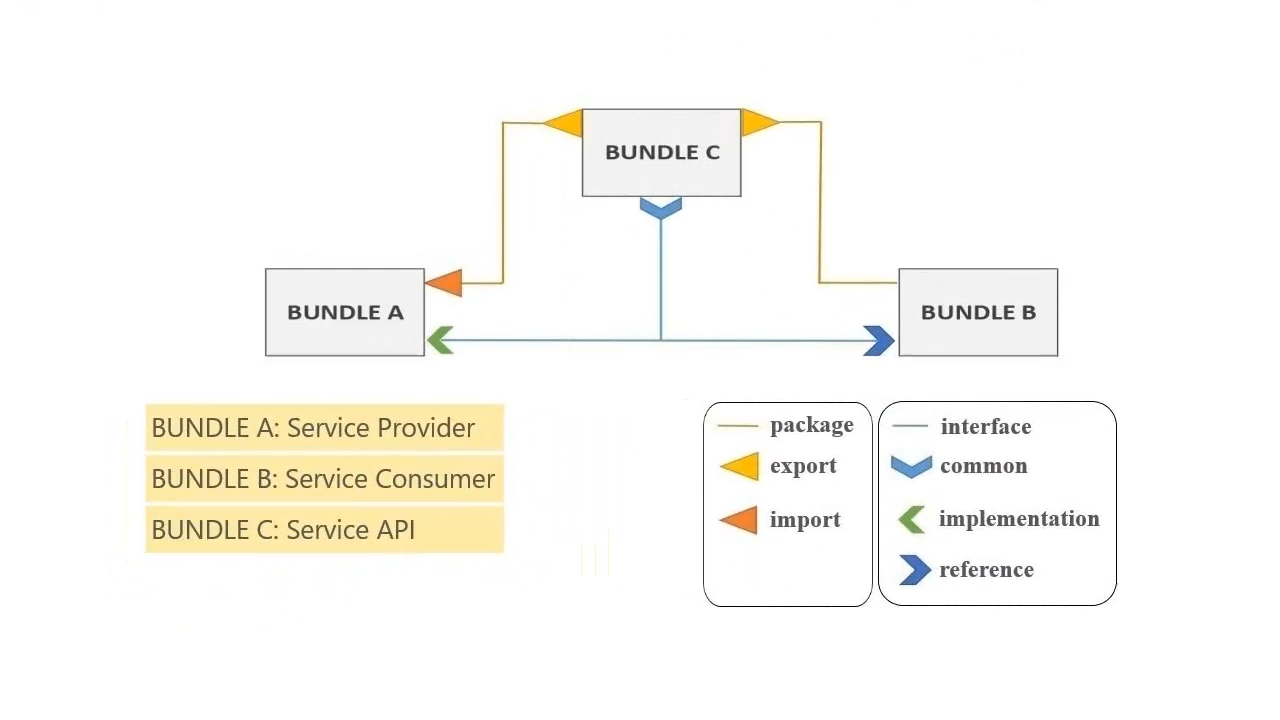 BUNDLE C
BUNDLE A
BUNDLE B
BUNDLE A: Service Provider
BUNDLE B: Service Consumer
BUNDLE C: Service API
package
export
import
interface
common
implementation
reference